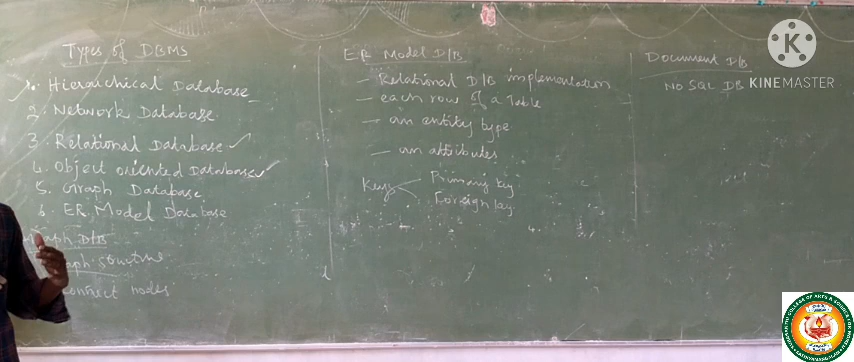 Types of DBMS
1. Hierarchical Database
2. Network Database
3. Relational Database
4. Object oriented Database
5. Graph Database
6. ER Model Database
Graph D/B
Graph structure
connect nodes
ER Model D/B
- Relational D/B implementation
- each rows of a Table
- an entity type
- an attributes
Keys
Primary key
Foreign key
Document D/B
NO SQL DB
K
KINEMASTER